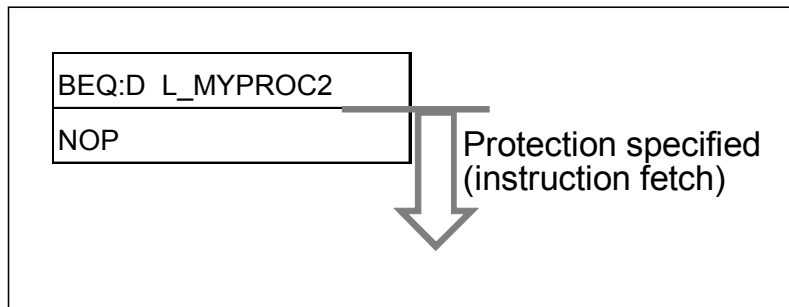 BEQ:D L_MYPROC2
NOP
Protection specified
(instruction fetch)